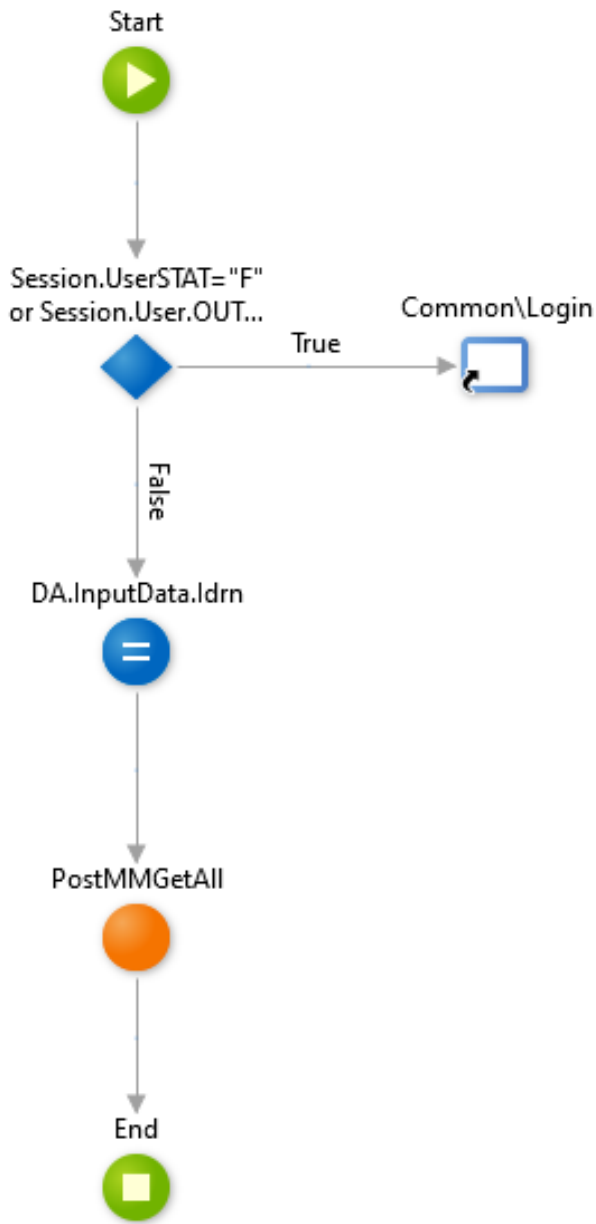 Start
Session.UserSTAT="F"
or Session.User.OUT...
Common\Login
True
False
DA.InputData.Idrn
PostMMGetAll
End